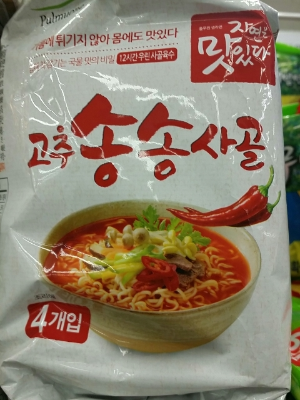 Pulmuone
기름에 튀기지 않아 몸에도 맛있다
국물 맛의 비밀 12시간 우린 사골육수
자연은
맛있다
고추송송사골
4개입